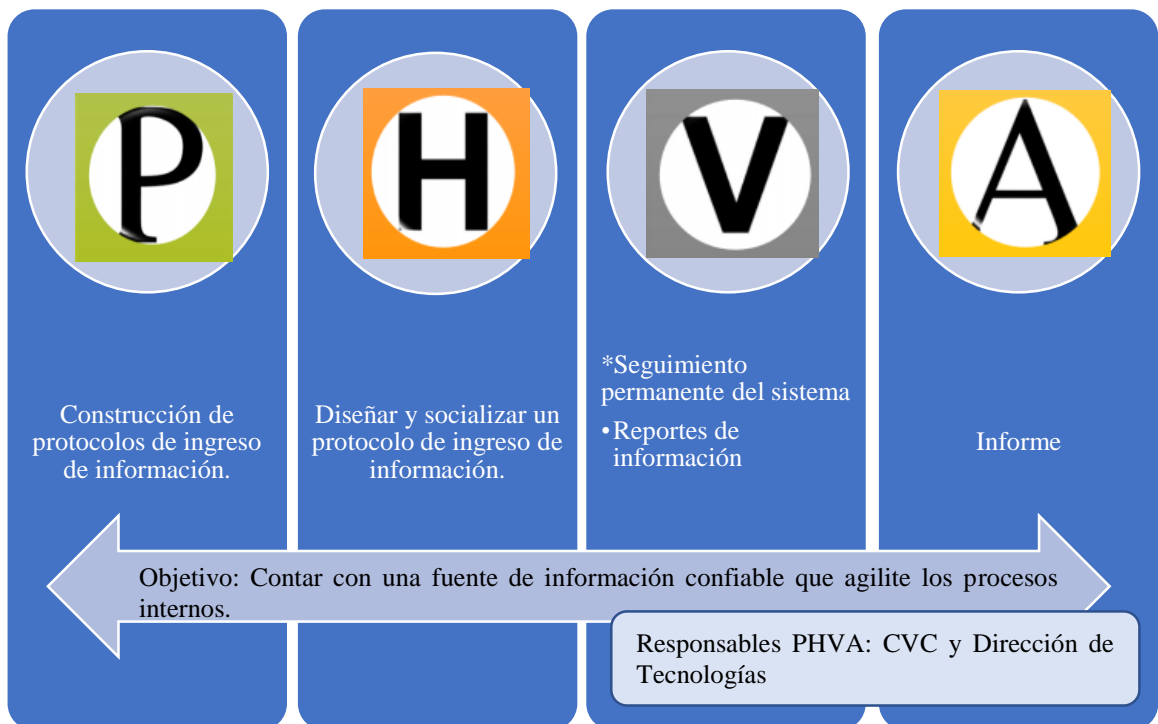 P
H
V
A
Construcción de
protocolos de ingreso
de información.
Diseñar y socializar un
protocolo de ingreso de
información.
*Seguimiento
permanente del sistema
•Reportes de
información
Informe
Objetivo: Contar con una fuente de información confiable que agilite los procesos
internos.
Responsables PHVA: CVC y Dirección de
Tecnologías